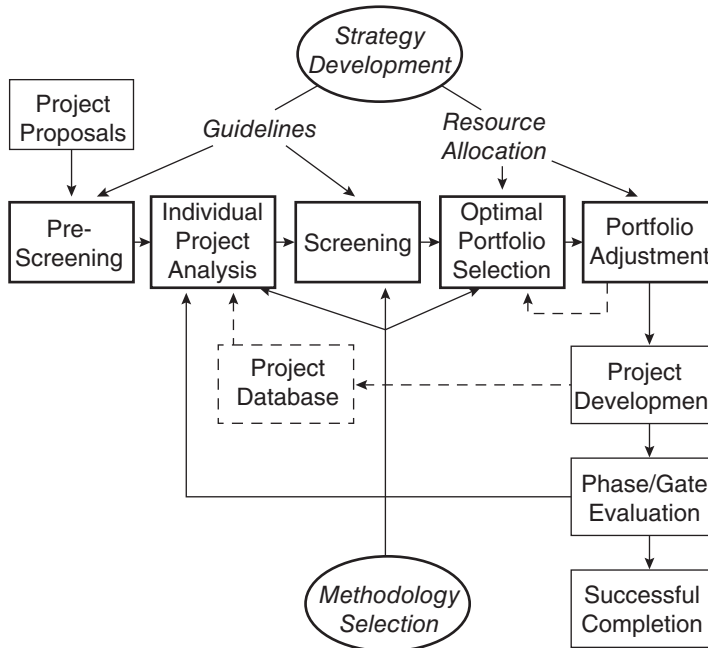 Strategy
Development
Project
Proposals
Guidelines
Resource
Allocation
Pre-
Screening
Individual
Project
Analysis
Screening
Optimal
Portfolio
Selection
Portfolio
Adjustment
Project
Database
Project
Development
Phase/Gate
Evaluation
Methodology
Selection
Successful
Completion